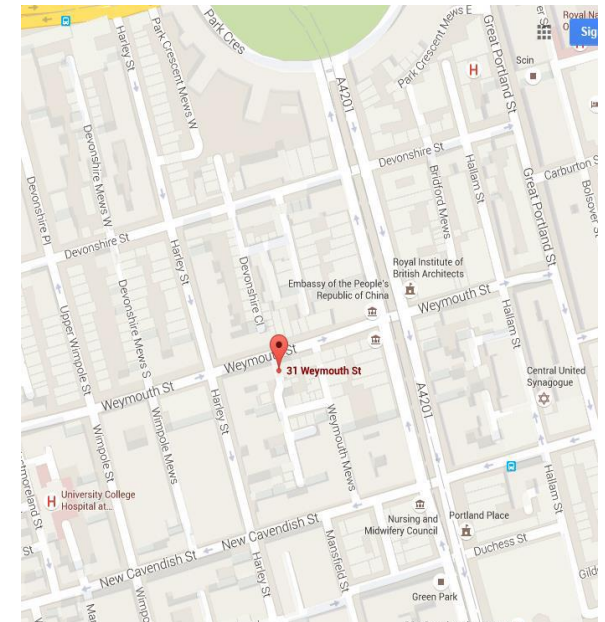 Park Cres
Park Crescent Mews E
Great Portland St
Royal Na
Sig
Harley St
Park Crescent Mews W
A4201
H
Scin
Devonshire St
Hallam St
Carburton S
Bolsover St
Devonshire Pl
Devonshire Mews W
Devonshire St
Harley St
Devonshire Cl
Bridford Mews
Great Portland St
Royal Institute of
British Architects
Embassy of the People's
Republic of China
Weymouth St
Upper Wimpole St
Devonshire Mews S
Weymouth St
31 Weymouth St
Hallam St
Central United
Synagogue
Weymouth St
Wimpole St
Wimpole Mews
Harley St
Weymouth Mews
A4201
Hallam St
H
University College
Hospital at...
New Cavendish St
New Cavendish St
Nursing and
Midwifery Council
Portland Place
Duchess St
Harley St
Mansfield St
Green Park